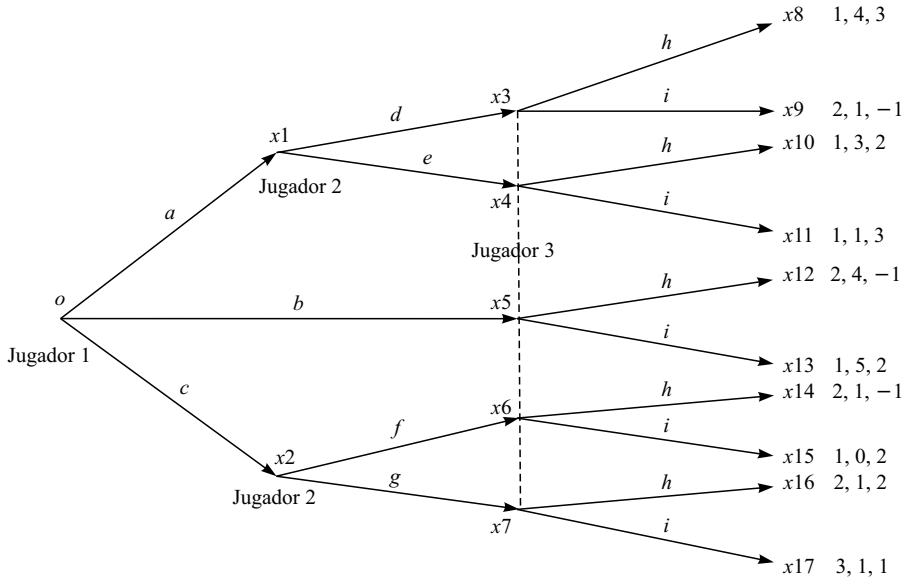 x8 1, 4, 3
h
x3
i
x9 2, 1, −1
d
x1
h
x10 1, 3, 2
e
Jugador 2
x4
i
a
x11 1, 1, 3
Jugador 3
h
x12 2, 4, −1
o
b
x5
i
Jugador 1
x13 1, 5, 2
c
h
x14 2, 1, −1
x6
f
i
x2
x15 1, 0, 2
g
h
x16 2, 1, 2
Jugador 2
x7
i
x17 3, 1, 1